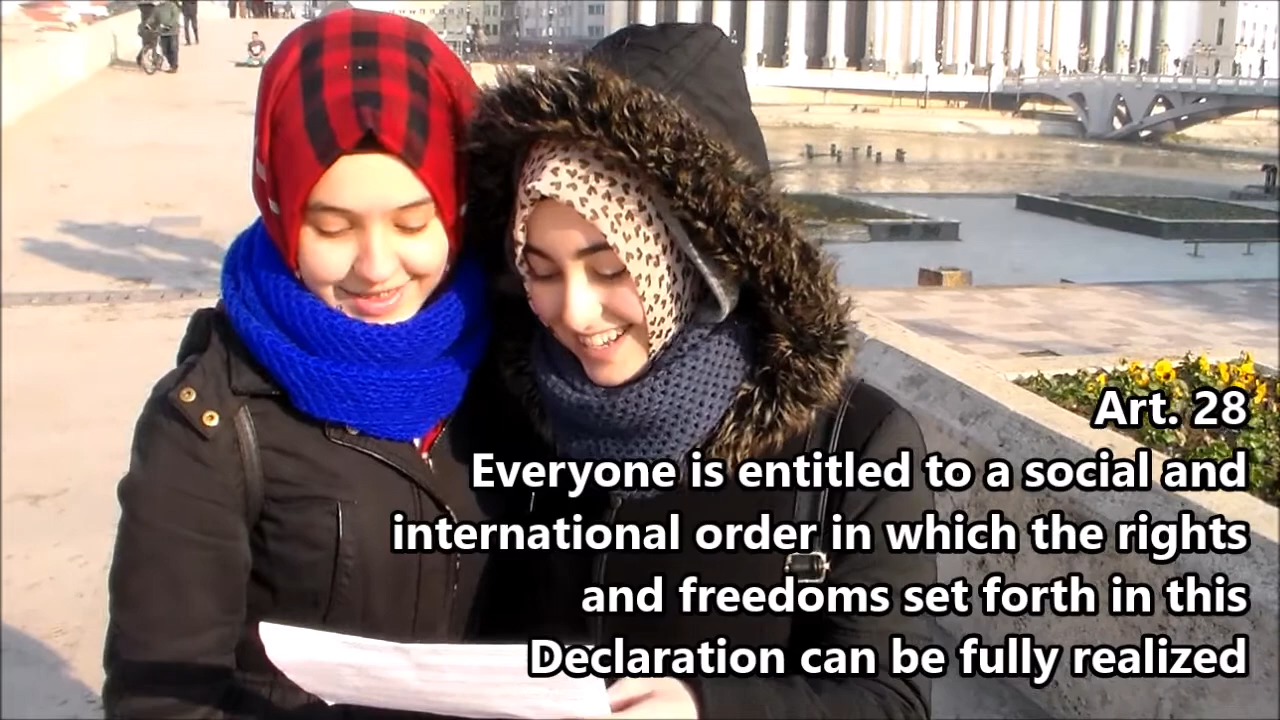 Art. 28
Everyone is entitled to a social and
international order in which the rights
and freedoms set forth in this
Declaration can be fully realized